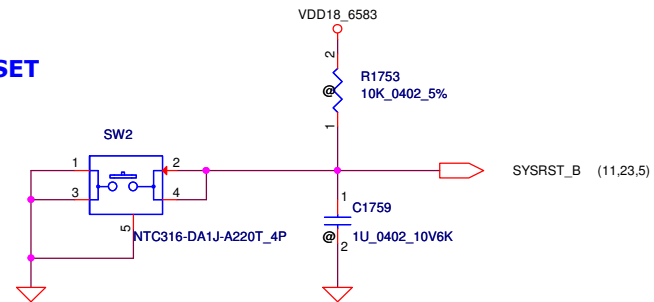 VDD18_6583
SET
2
R1753
@
10K_0402_5%
1
SW2
1
2
SYSRST_B (11,23,5)
3
4
1
C1759
5
NTC316-DA1J-A220T_4P
@
1U_0402_10V6K
2